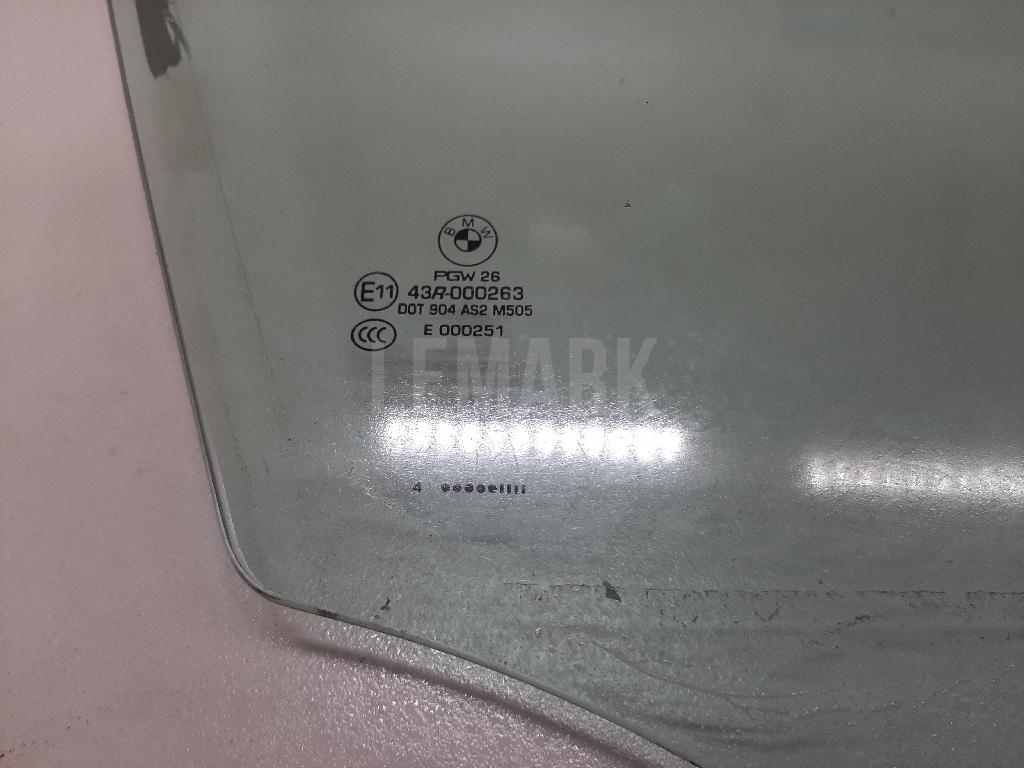 BMW
PGW 26
E11 43R-000263
DOT 904 AS2 M505
CCC E 000251
LEMARK
4